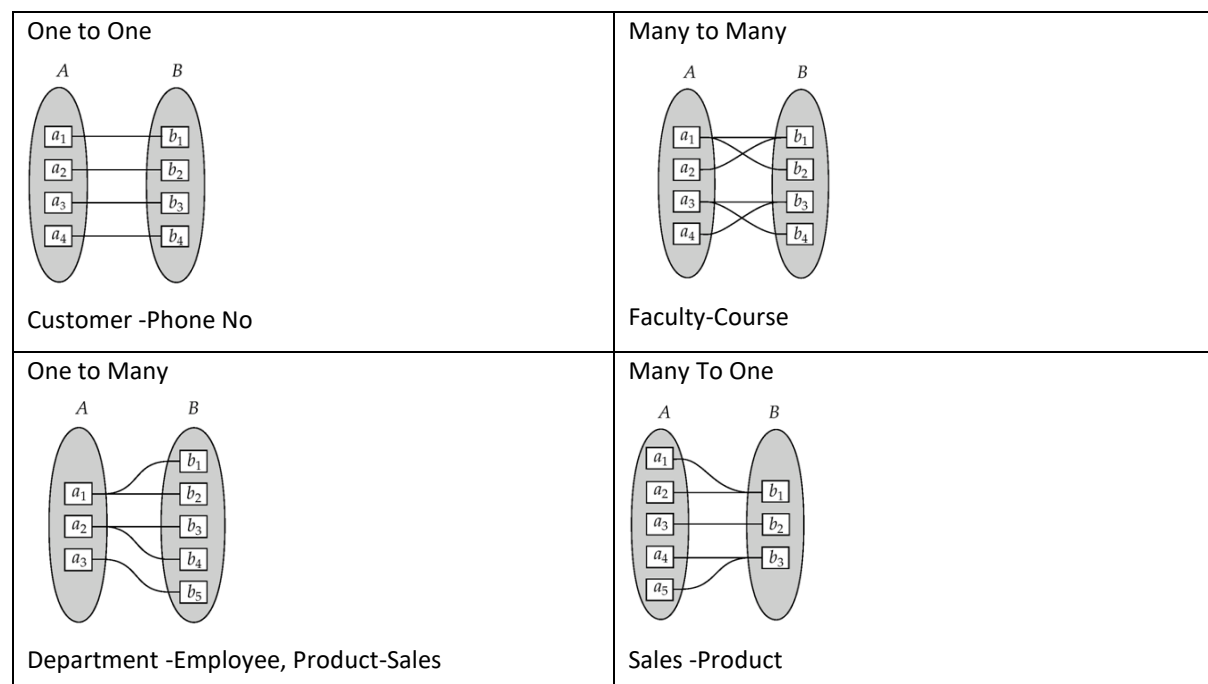 One to One
A B
a1 b1
a2 b2
a3 b3
a4 b4
Customer -Phone No
Many to Many
A B
a1 b1
a2 b2
a3 b3
a4 b4
Faculty-Course
One to Many
A B
b1
a1 b2
a2 b3
a3 b4
b5
Department -Employee, Product-Sales
Many To One
A B
a1
a2 b1
a3 b2
a4 b3
a5
Sales -Product